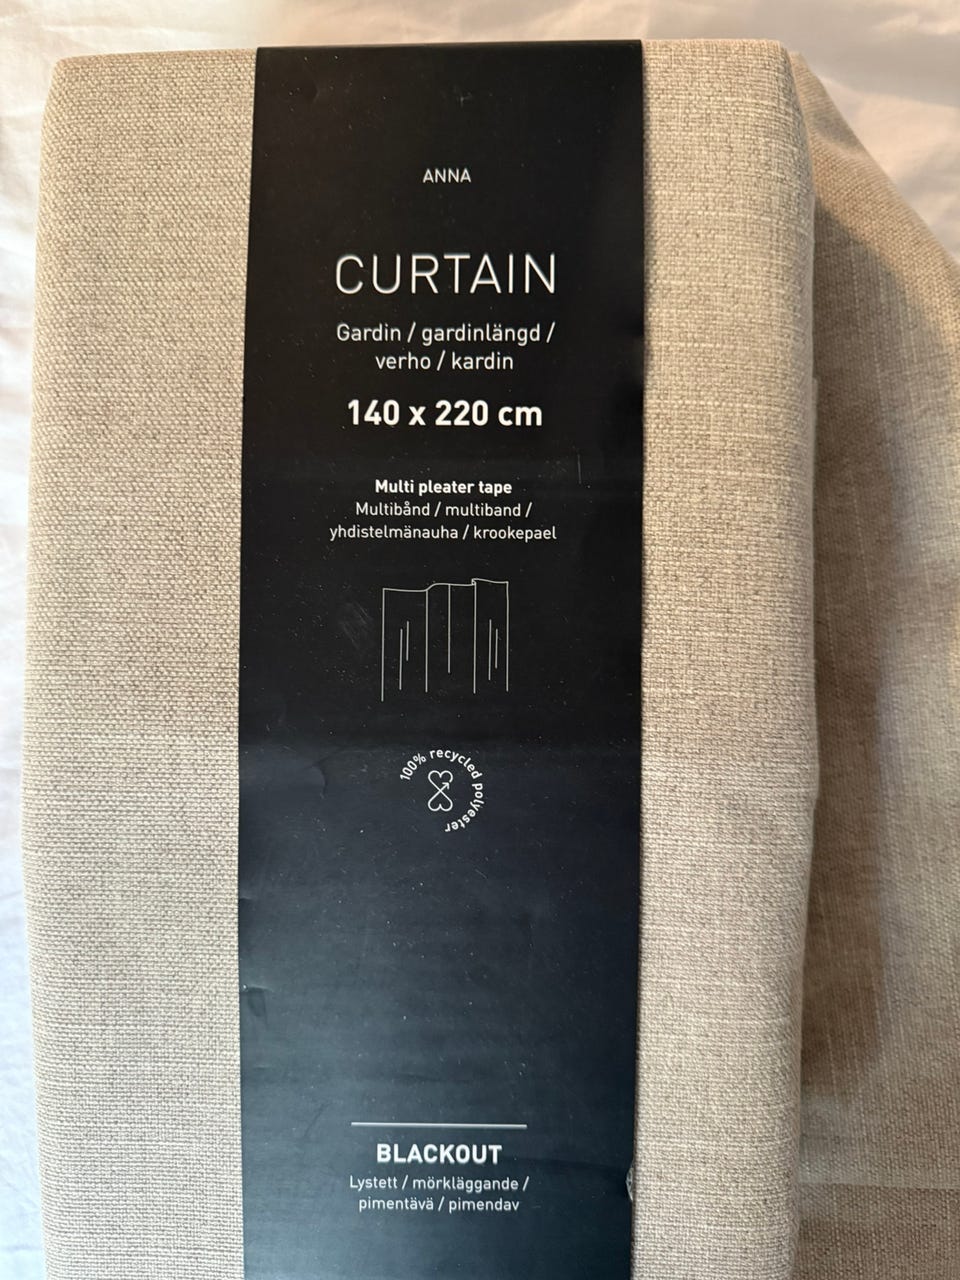 ANNA
CURTAIN
Gardin / gardinlängd /
verho / kardin
140 x 220 cm
Multi pleater tape
Multibånd / multiband /
yhdistelmänauha / krookepael
100% recycled polyester
BLACKOUT
Lystett / mörkläggande /
pimentävä / pimendav